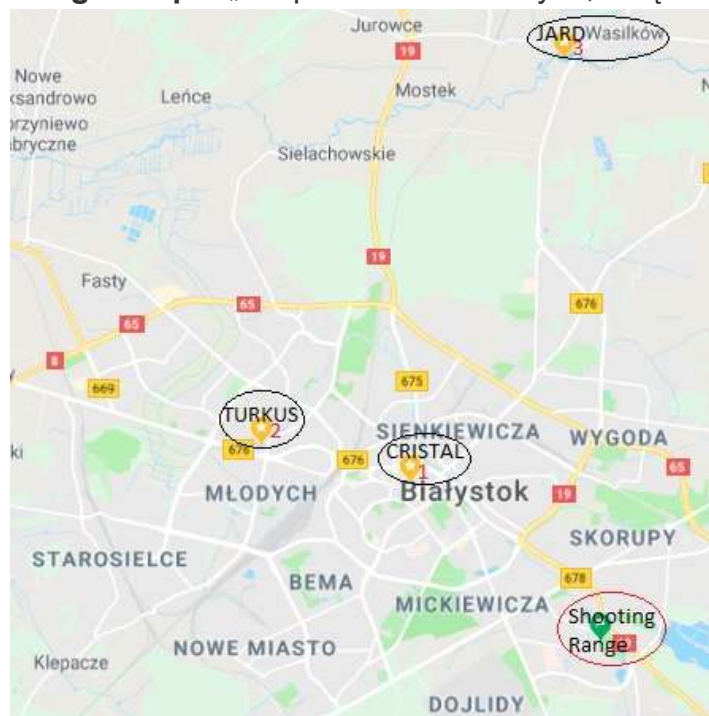 Jurowce
JARD Wasilków
3
19
Nowe
ksandrowo
Leńce
Mostek
orzyniewo
bryczne
Sielachowskie
19
Fasty
65
676
65
8
669
675
TURKUS
2
676
SIENKIEWICZA
WYGODA
ki
676
CRISTAL
1
65
Białystok
MŁODYCH
19
SKORUPY
STAROSIELCE
BEMA
678
MICKIEWICZA
Shooting
Range
NOWE MIASTO
Klepacze
DOJLIDY